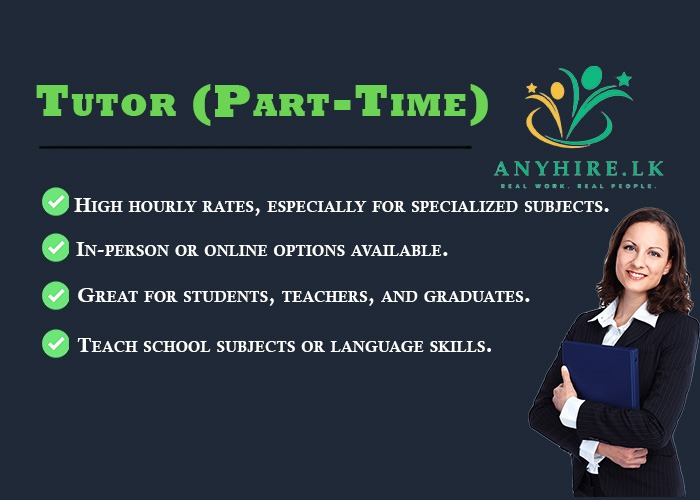 Tutor (Part-Time)
ANYHIRE.LK
REAL WORK. REAL PEOPLE.
High hourly rates, especially for specialized subjects.
In-person or online options available.
Great for students, teachers, and graduates.
Teach school subjects or language skills.